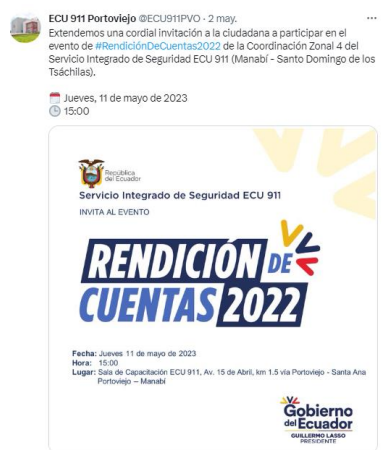 ECU 911 Portoviejo @ECU911PVO · 2 may.
Extendemos una cordial invitación a la ciudadana a participar en el
evento de #RendiciónDeCuentas2022 de la Coordinación Zonal 4 del
Servicio Integrado de Seguridad ECU 911 (Manabí - Santo Domingo de los
Tsáchilas).
Jueves, 11 de mayo de 2023
15:00
República
del Ecuador
Servicio Integrado de Seguridad ECU 911
INVITA AL EVENTO
RENDICIÓN DE
CUENTAS 2022
Fecha: Jueves 11 de mayo de 2023
Hora: 15:00
Lugar: Sala de Capacitación ECU 911, Av. 15 de Abril, km 1.5 vía Portoviejo - Santa Ana
Portoviejo – Manabí
Gobierno
del Ecuador
GUILLERMO LASSO
PRESIDENTE